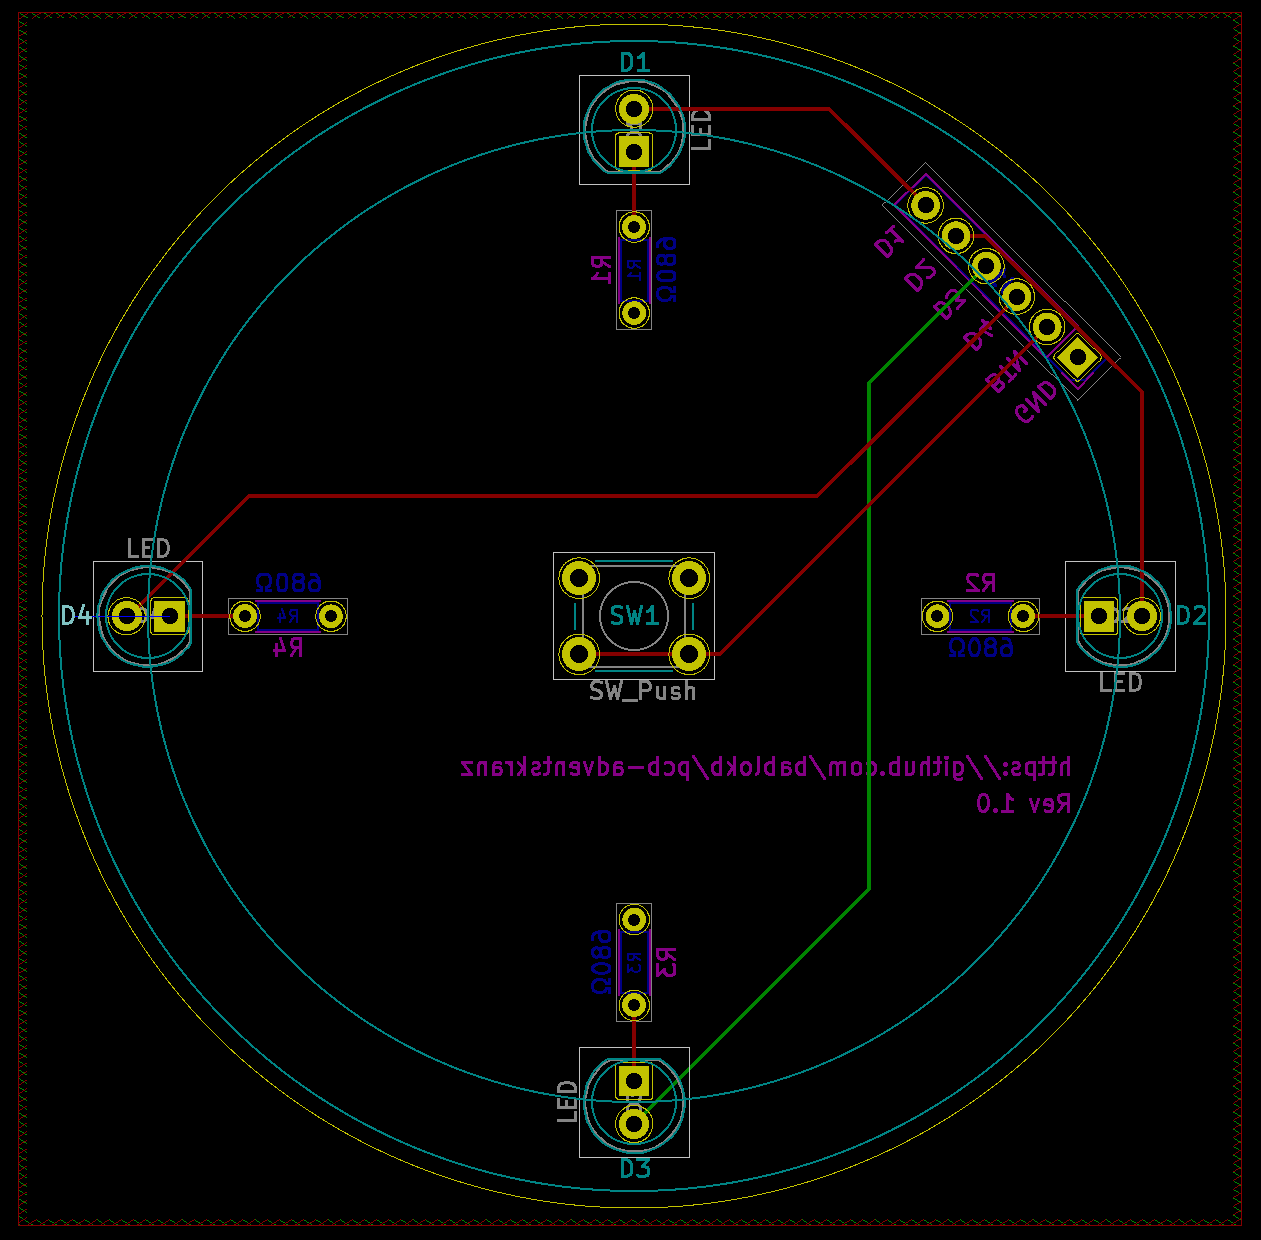 D1
LED
D1
R1
R1
680Ω
D2
D3
D4
BTN
GND
LED
D4
680Ω
R4
R4
SW1
SW_Push
R2
R2
680Ω
D2
D2
LED
https://github.com/bablokb/pcb-adventskranz
Rev 1.0
680Ω
R3
R3
LED
D3